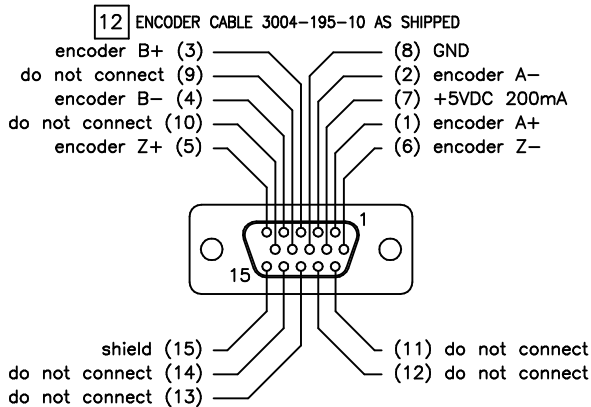 12 ENCODER CABLE 3004-195-10 AS SHIPPED
encoder B+ (3)
do not connect (9)
encoder B- (4)
do not connect (10)
encoder Z+ (5)
(8) GND
(2) encoder A-
(7) +5VDC 200mA
(1) encoder A+
(6) encoder Z-
1
15
shield (15)
do not connect (14)
do not connect (13)
(11) do not connect
(12) do not connect